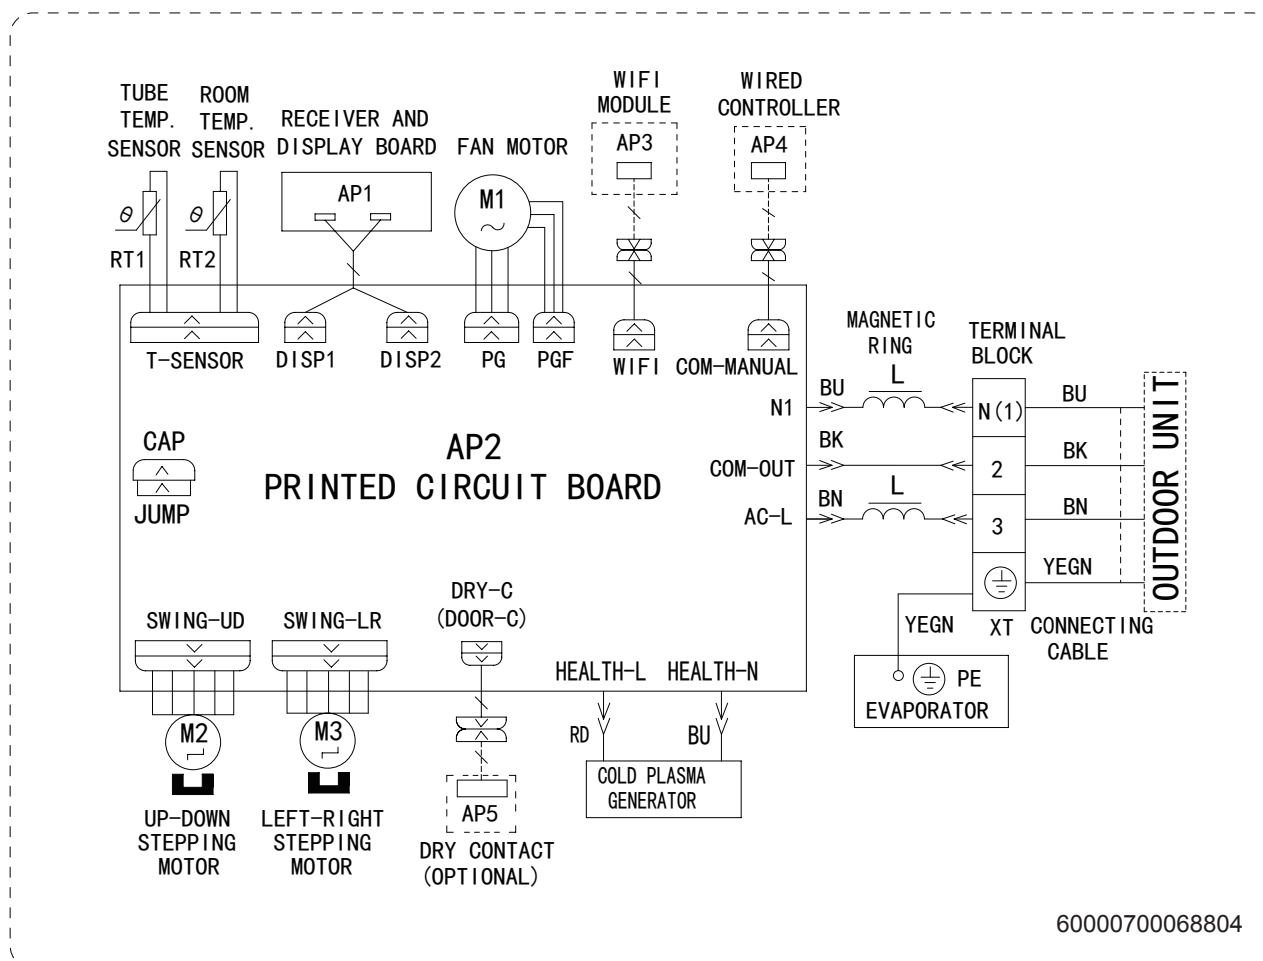 TUBE
TEMP.
SENSOR
ROOM
TEMP.
SENSOR
RECEIVER AND
DISPLAY BOARD
FAN MOTOR
WIFI
MODULE
WIRED
CONTROLLER
AP1
M1
AP3
AP4
θ
θ
RT1
RT2
T-SENSOR
DISP1
DISP2
PG
PGF
WIFI
COM-MANUAL
MAGNETIC
RING
TERMINAL
BLOCK
N1
BU
L
N(1)
BU
CAP
JUMP
AP2
PRINTED CIRCUIT BOARD
COM-OUT
BK
2
BK
AC-L
BN
L
3
BN
YEGN
OUTDOOR UNIT
YEGN
XT
CONNECTING
CABLE
PE
EVAPORATOR
SWING-UD
SWING-LR
DRY-C
(DOOR-C)
HEALTH-L
HEALTH-N
M2
M3
RD
BU
COLD PLASMA
GENERATOR
UP-DOWN
STEPPING
MOTOR
LEFT-RIGHT
STEPPING
MOTOR
AP5
DRY CONTACT
(OPTIONAL)
60000700068804